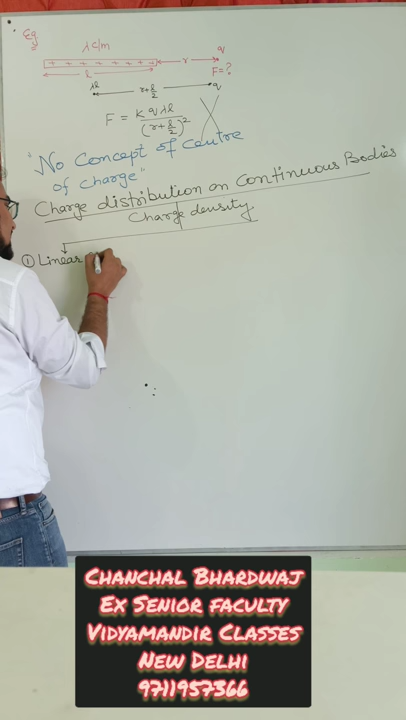 Eg
λ c/m
+ + + + + + + +
l
r
q
F=?
λl
r+l/2
q
F = k q λl / (r+l/2)²
"No Concept of Centre
of charge"
Charge distribution on Continuous Bodies
Charge density
① Linear
CHANCHAL BHARDWAJ
EX SENIOR FACULTY
VIDYAMANDIR CLASSES
NEW DELHI
9711957366